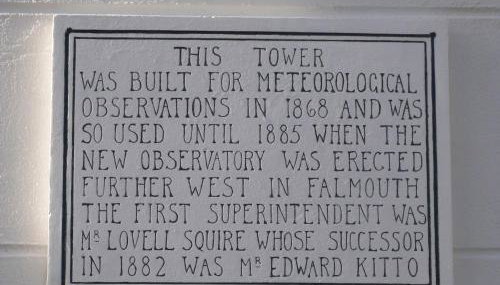 THIS TOWER
WAS BUILT FOR METEOROLOGICAL
OBSERVATIONS IN 1868 AND WAS
SO USED UNTIL 1885 WHEN THE
NEW OBSERVATORY WAS ERECTED
FURTHER WEST IN FALMOUTH
THE FIRST SUPERINTENDENT WAS
MR LOVELL SQUIRE WHOSE SUCCESSOR
IN 1882 WAS MR EDWARD KITTO